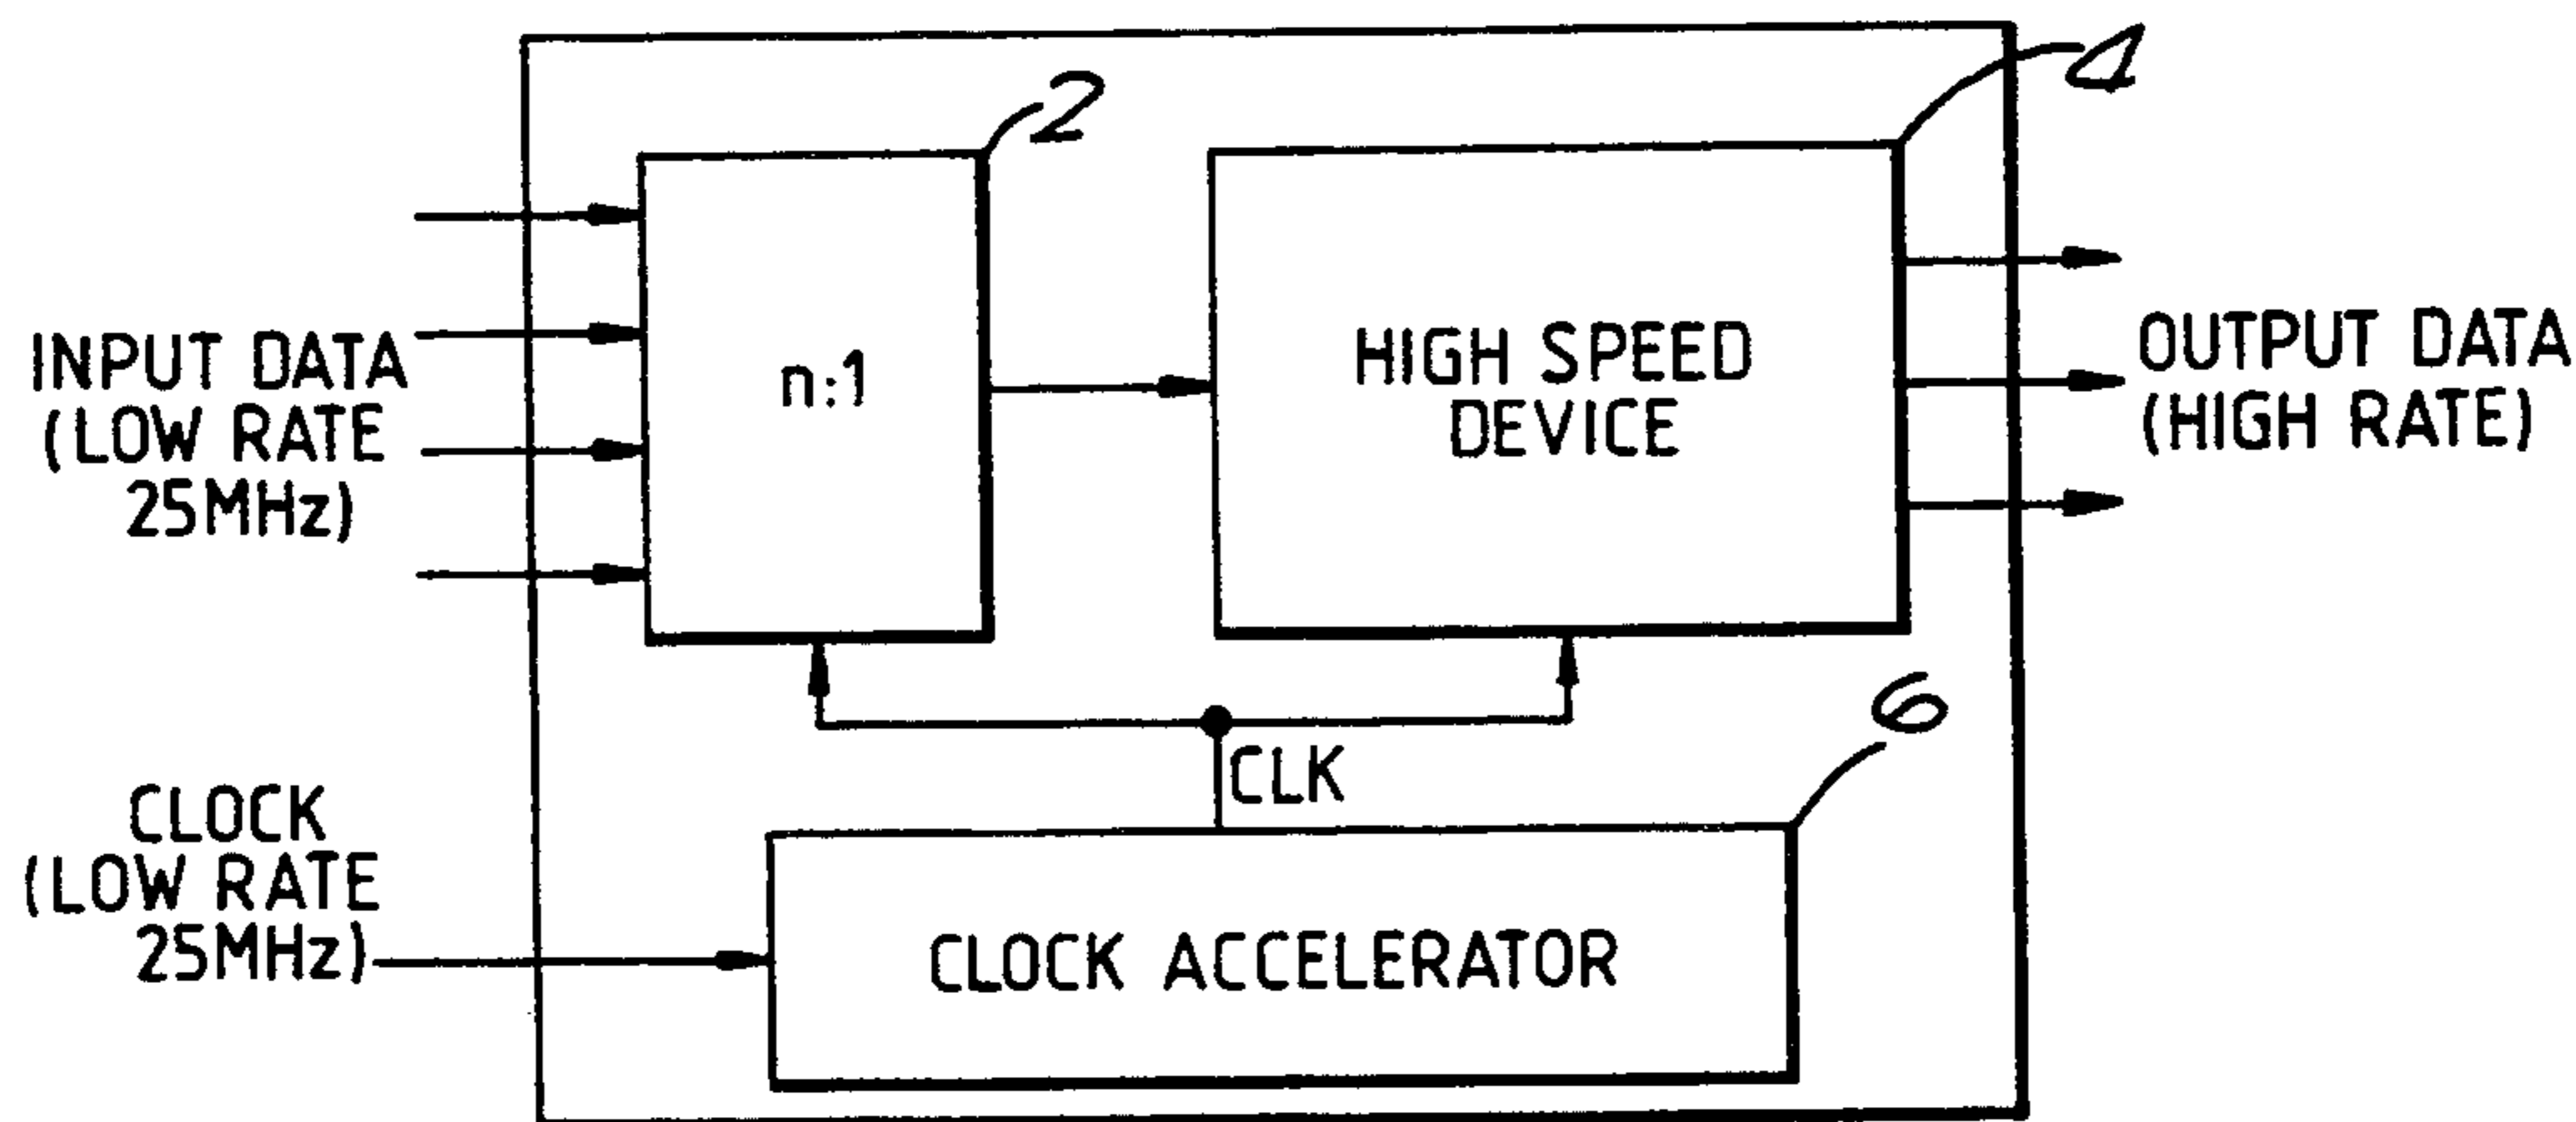 2
4
INPUT DATA
(LOW RATE
25MHz)
n:1
HIGH SPEED
DEVICE
OUTPUT DATA
(HIGH RATE)
6
CLK
CLOCK
(LOW RATE
25MHz)
CLOCK ACCELERATOR